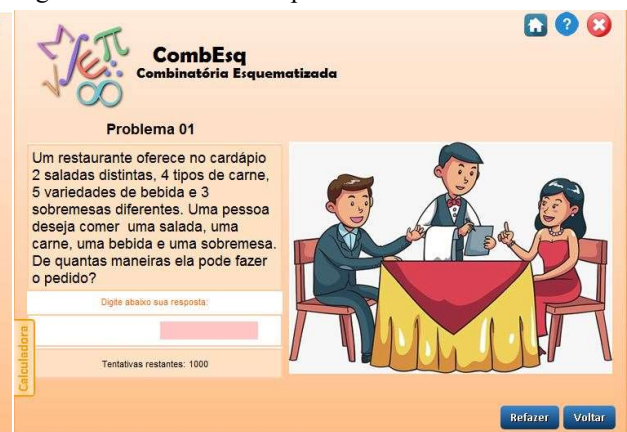 CombEsq
Combinatória Esquematizada
Problema 01
Um restaurante oferece no cardápio
2 saladas distintas, 4 tipos de carne,
5 variedades de bebida e 3
sobremesas diferentes. Uma pessoa
deseja comer uma salada, uma
carne, uma bebida e uma sobremesa.
De quantas maneiras ela pode fazer
o pedido?
Digite abaixo sua resposta:
Tentativas restantes: 1000
Calculadora
Refazer
Voltar